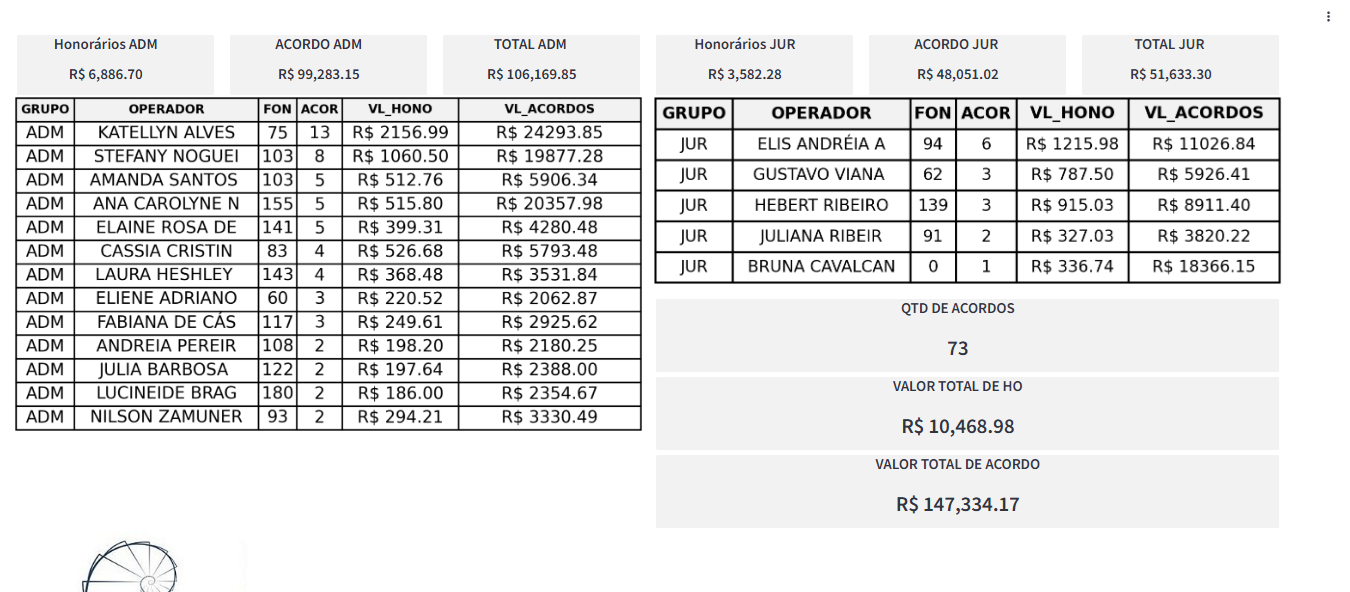 Honorários ADM
R$ 6,886.70
ACORDO ADM
R$ 99,283.15
TOTAL ADM
R$ 106,169.85
Honorários JUR
R$ 3,582.28
ACORDO JUR
R$ 48,051.02
TOTAL JUR
R$ 51,633.30
GRUPO OPERADOR FON ACOR VL_HONO VL_ACORDOS
ADM KATELLYN ALVES 75 13 R$ 2156.99 R$ 24293.85
ADM STEFANY NOGUEI 103 8 R$ 1060.50 R$ 19877.28
ADM AMANDA SANTOS 103 5 R$ 512.76 R$ 5906.34
ADM ANA CAROLYNE N 155 5 R$ 515.80 R$ 20357.98
ADM ELAINE ROSA DE 141 5 R$ 399.31 R$ 4280.48
ADM CASSIA CRISTIN 83 4 R$ 526.68 R$ 5793.48
ADM LAURA HESHLEY 143 4 R$ 368.48 R$ 3531.84
ADM ELIENE ADRIANO 60 3 R$ 220.52 R$ 2062.87
ADM FABIANA DE CÁS 117 3 R$ 249.61 R$ 2925.62
ADM ANDREIA PEREIR 108 2 R$ 198.20 R$ 2180.25
ADM JULIA BARBOSA 122 2 R$ 197.64 R$ 2388.00
ADM LUCINEIDE BRAG 180 2 R$ 186.00 R$ 2354.67
ADM NILSON ZAMUNER 93 2 R$ 294.21 R$ 3330.49
GRUPO OPERADOR FON ACOR VL_HONO VL_ACORDOS
JUR ELIS ANDRÉIA A 94 6 R$ 1215.98 R$ 11026.84
JUR GUSTAVO VIANA 62 3 R$ 787.50 R$ 5926.41
JUR HEBERT RIBEIRO 139 3 R$ 915.03 R$ 8911.40
JUR JULIANA RIBEIR 91 2 R$ 327.03 R$ 3820.22
JUR BRUNA CAVALCAN 0 1 R$ 336.74 R$ 18366.15
QTD DE ACORDOS
73
VALOR TOTAL DE HO
R$ 10,468.98
VALOR TOTAL DE ACORDO
R$ 147,334.17